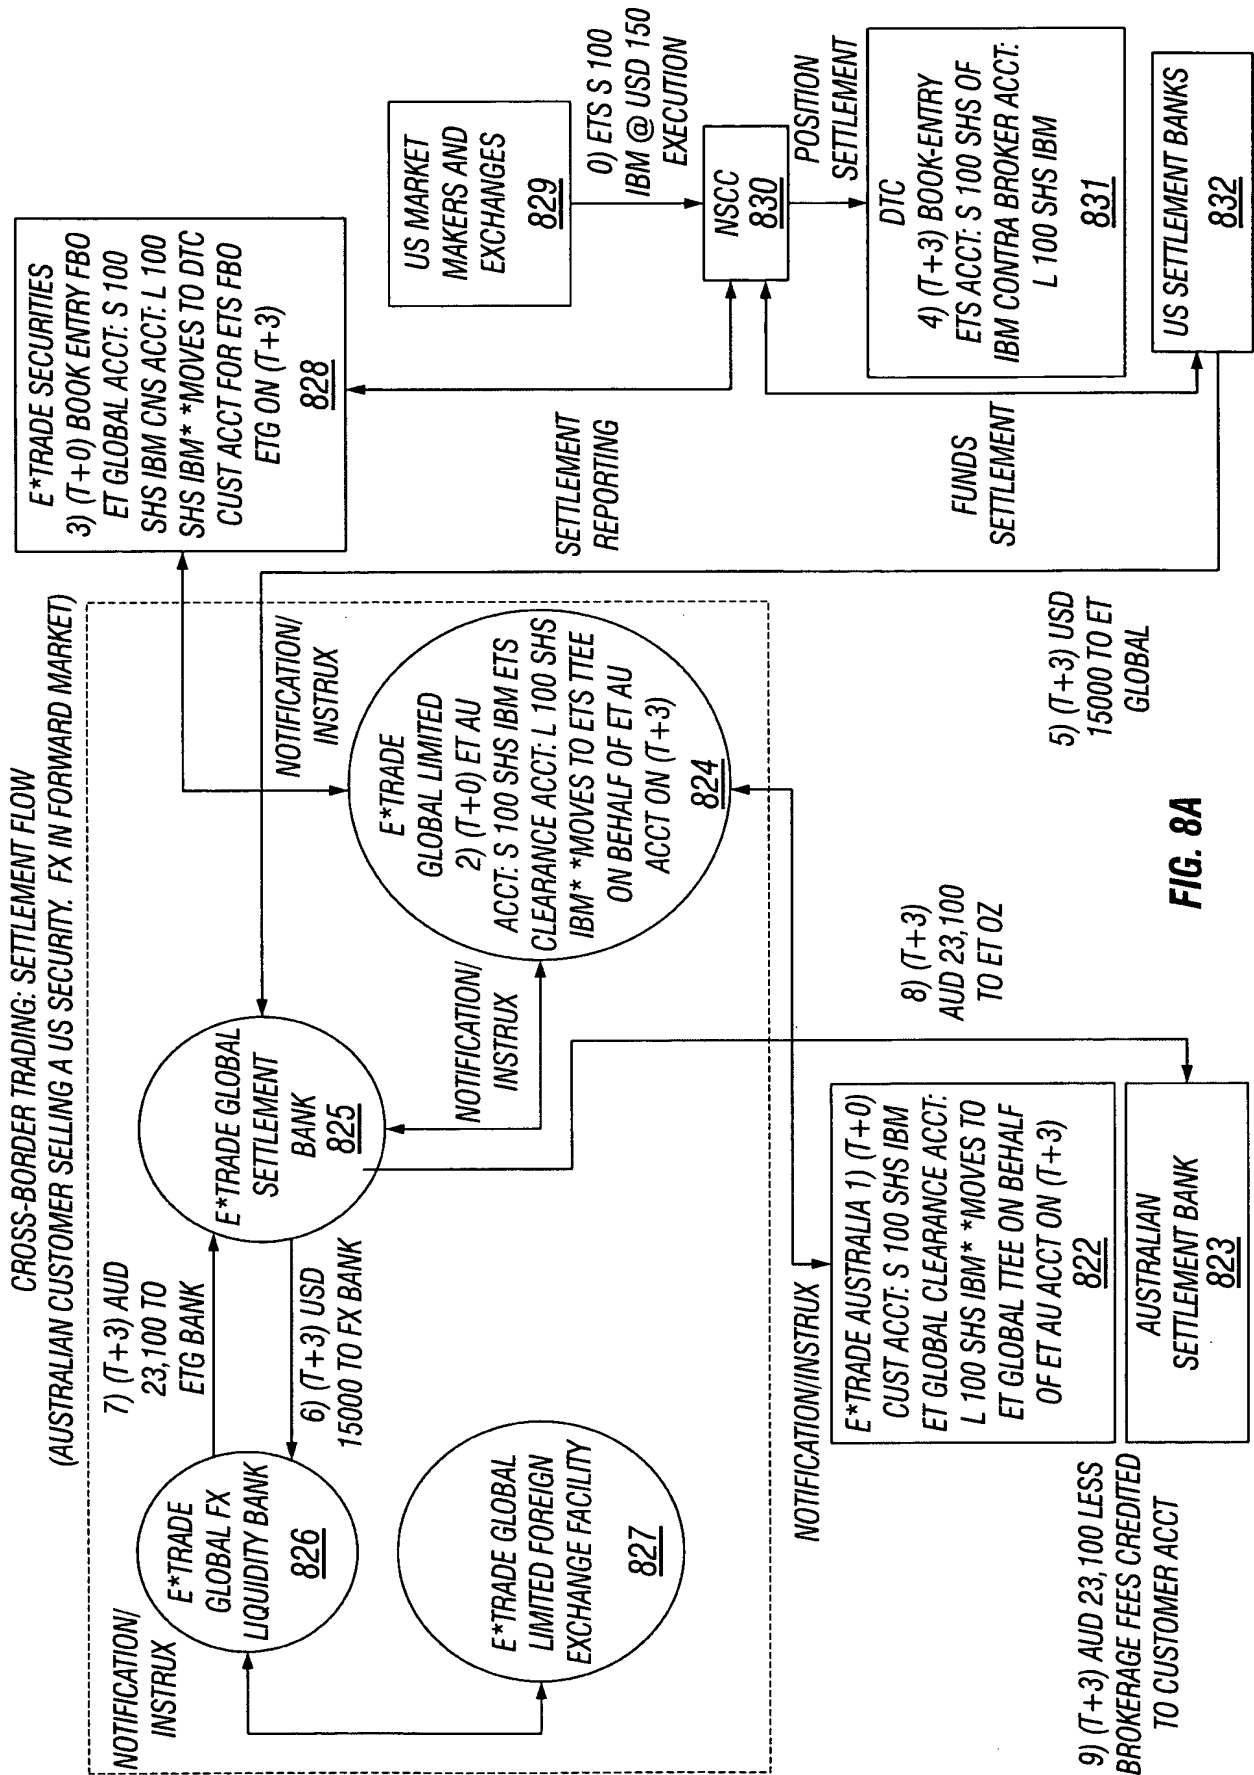 CROSS-BORDER TRADING: SETTLEMENT FLOW
(AUSTRALIAN CUSTOMER SELLING A US SECURITY. FX IN FORWARD MARKET)
NOTIFICATION/
INSTRUX
E*TRADE
GLOBAL FX
LIQUIDITY BANK
826
7) (T+3) AUD
23,100 TO
ETG BANK
6) (T+3) USD
15000 TO FX BANK
E*TRADE GLOBAL
SETTLEMENT
BANK
825
E*TRADE GLOBAL
LIMITED FOREIGN
EXCHANGE FACILITY
827
NOTIFICATION/
INSTRUX
NOTIFICATION/
INSTRUX
E*TRADE
GLOBAL LIMITED
2) (T+0) ET AU
ACCT: S 100 SHS IBM ETS
CLEARANCE ACCT: L 100 SHS
IBM* *MOVES TO ETS TTEE
ON BEHALF OF ET AU
ACCT ON (T+3)
824
E*TRADE SECURITIES
3) (T+0) BOOK ENTRY FBO
ET GLOBAL ACCT: S 100
SHS IBM CNS ACCT: L 100
SHS IBM* *MOVES TO DTC
CUST ACCT FOR ETS FBO
ETG ON (T+3)
828
US MARKET
MAKERS AND
EXCHANGES
829
0) ETS S 100
IBM @ USD 150
EXECUTION
SETTLEMENT
REPORTING
NSCC
830
POSITION
SETTLEMENT
FUNDS
SETTLEMENT
DTC
4) (T+3) BOOK-ENTRY
ETS ACCT: S 100 SHS OF
IBM CONTRA BROKER ACCT:
L 100 SHS IBM
831
US SETTLEMENT BANKS
832
5) (T+3) USD
15000 TO ET
GLOBAL
NOTIFICATION/INSTRUX
8) (T+3)
AUD 23,100
TO ET OZ
E*TRADE AUSTRALIA 1) (T+0)
CUST ACCT: S 100 SHS IBM
ET GLOBAL CLEARANCE ACCT:
L 100 SHS IBM* *MOVES TO
ET GLOBAL TTEE ON BEHALF
OF ET AU ACCT ON (T+3)
822
AUSTRALIAN
SETTLEMENT BANK
823
9) (T+3) AUD 23,100 LESS
BROKERAGE FEES CREDITED
TO CUSTOMER ACCT
FIG. 8A